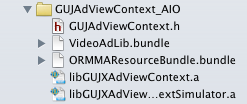 GUJAdViewContext_AIO
GUJAdViewContext.h
VideoAdLib.bundle
ORMMAResourceBundle.bundle
libGUJXAdViewContext.a
libGUJXAdView...extSimulator.a